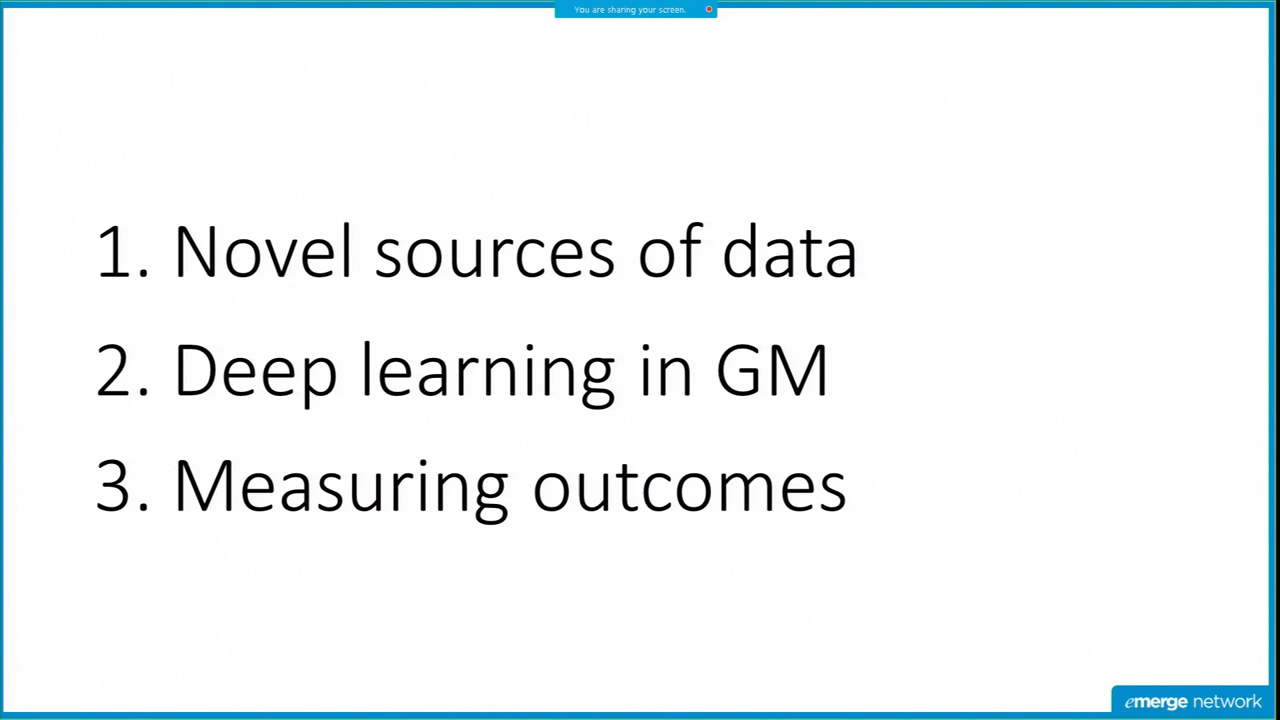 You are sharing your screen.
1. Novel sources of data
2. Deep learning in GM
3. Measuring outcomes
emerge network